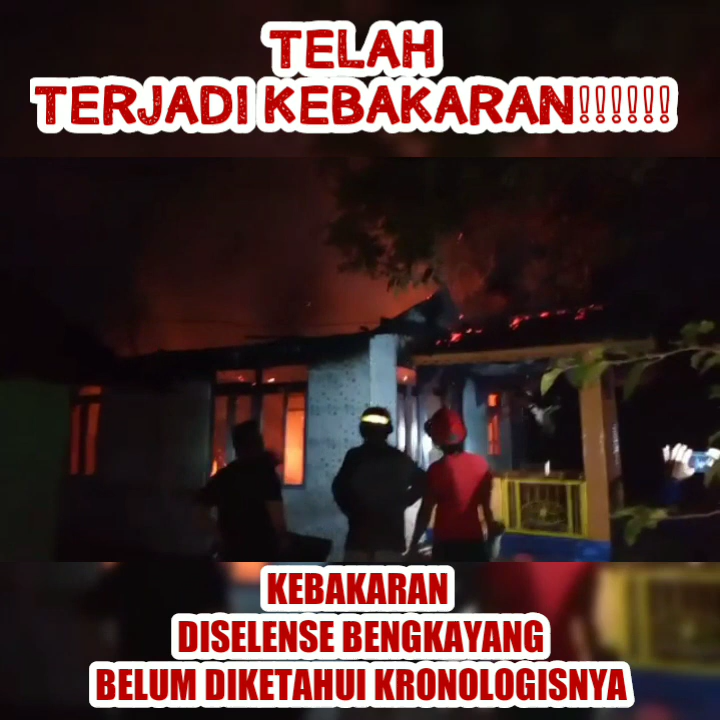 TELAH
TERJADI KEBAKARAN!!!!!!
KEBAKARAN
DISELENSE BENGKAYANG
BELUM DIKETAHUI KRONOLOGISNYA